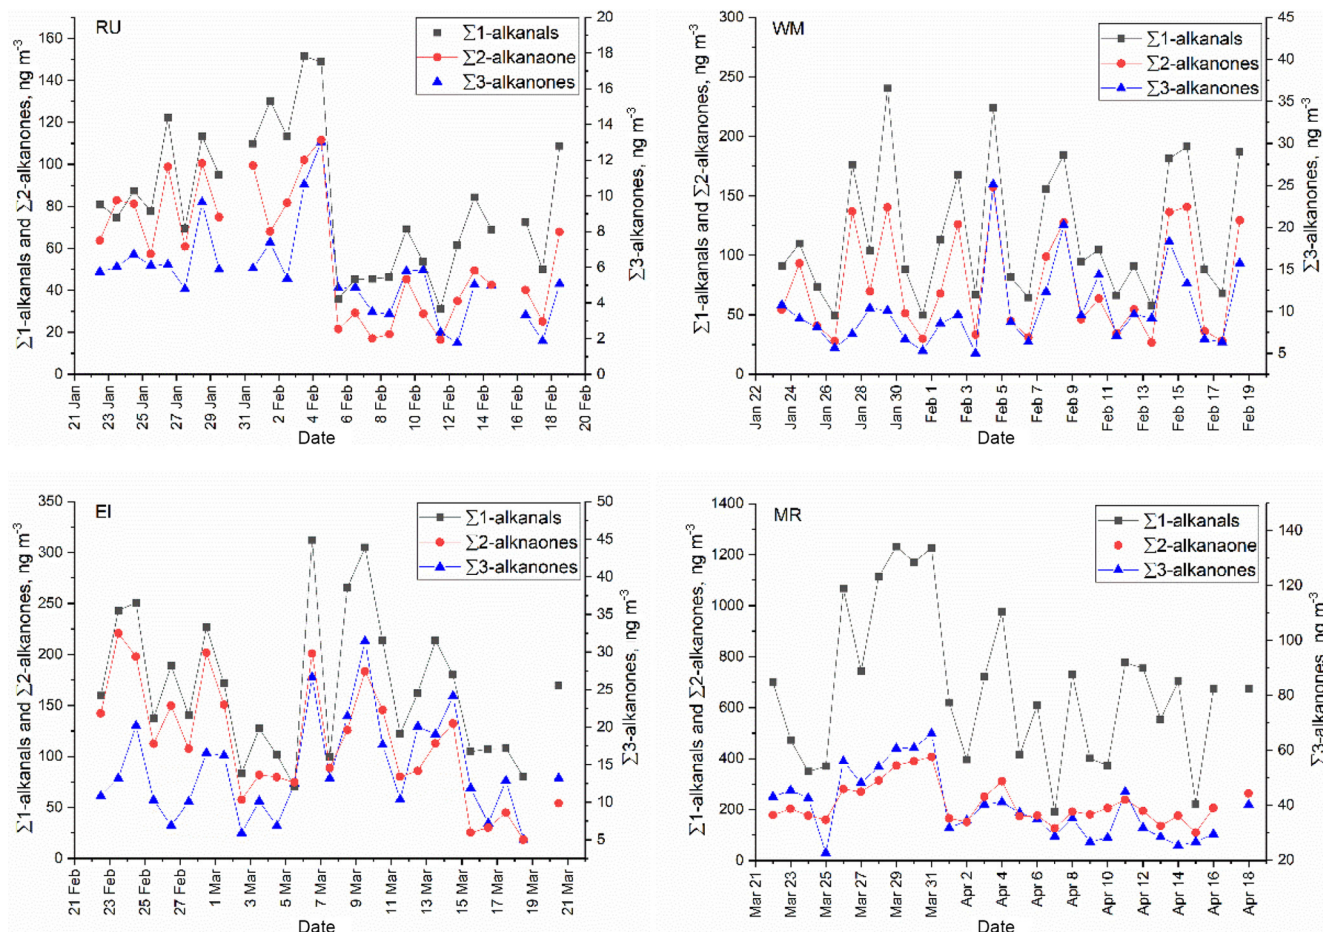 RU
∑1-alkanals
∑2-alkanaone
∑3-alkanones
∑1-alkanals and ∑2-alkanones, ng m-3
160
140
120
100
80
60
40
20
0
20
18
16
14
12
10
8
6
4
2
0
∑3-alkanones, ng m-3
21 Jan
23 Jan
25 Jan
27 Jan
29 Jan
31 Jan
2 Feb
4 Feb
6 Feb
8 Feb
10 Feb
12 Feb
14 Feb
16 Feb
18 Feb
20 Feb
Date
WM
∑1-alkanals
∑2-alkanones
∑3-alkanones
∑1-alkanals and ∑2-alkanones, ng m-3
300
250
200
150
100
50
0
45
40
35
30
25
20
15
10
5
∑3-alkanones, ng m-3
Jan 22
Jan 24
Jan 26
Jan 28
Jan 30
Feb 1
Feb 3
Feb 5
Feb 7
Feb 9
Feb 11
Feb 13
Feb 15
Feb 17
Feb 19
Date
EI
∑1-alkanals
∑2-alknaones
∑3-alkanones
∑1-alkanals and ∑2-alkanones, ng m-3
350
300
250
200
150
100
50
0
50
45
40
35
30
25
20
15
10
5
∑3-alkanones, ng m-3
21 Feb
23 Feb
25 Feb
27 Feb
1 Mar
3 Mar
5 Mar
7 Mar
9 Mar
11 Mar
13 Mar
15 Mar
17 Mar
19 Mar
21 Mar
Date
MR
∑1-alkanals
∑2-alkanaone
∑3-alkanones
∑1-alkanals and ∑2-alkanones, ng m-3
1400
1200
1000
800
600
400
200
0
140
120
100
80
60
40
20
∑3-alkanones, ng m-3
Mar 21
Mar 23
Mar 25
Mar 27
Mar 29
Mar 31
Apr 2
Apr 4
Apr 6
Apr 8
Apr 10
Apr 12
Apr 14
Apr 16
Apr 18
Date